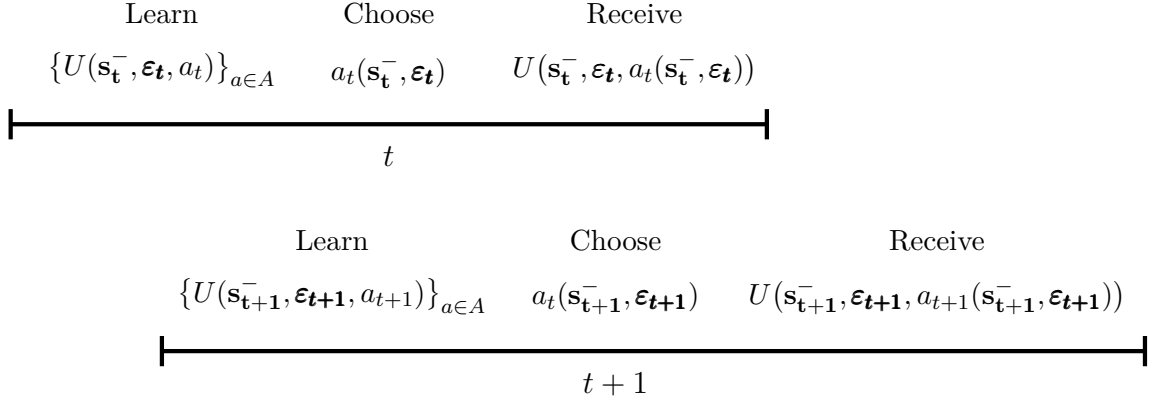 Learn Choose Receive
{U(s_t^−, ε_t, a_t)}_{a∈A} a_t(s_t^−, ε_t) U(s_t^−, ε_t, a_t(s_t^−, ε_t))
t
Learn Choose Receive
{U(s_{t+1}^−, ε_{t+1}, a_{t+1})}_{a∈A} a_t(s_{t+1}^−, ε_{t+1}) U(s_{t+1}^−, ε_{t+1}, a_{t+1}(s_{t+1}^−, ε_{t+1}))
t + 1